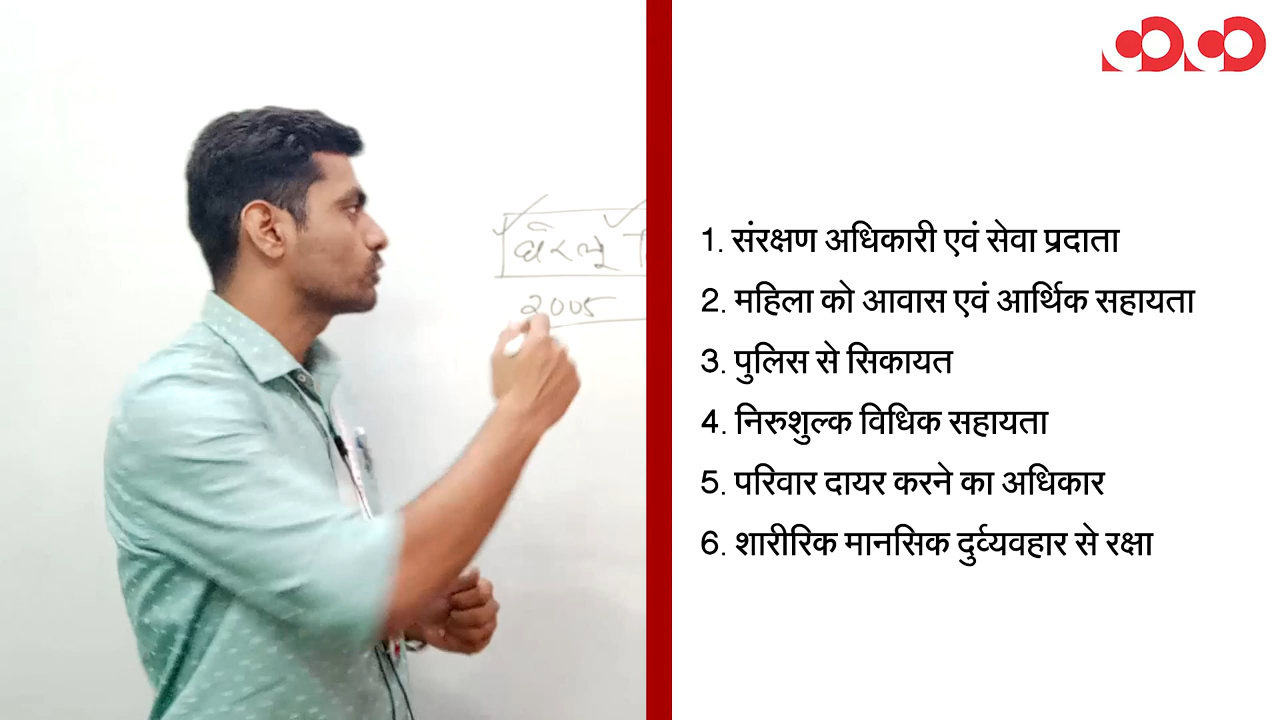 घरेलू
2005
1. संरक्षण अधिकारी एवं सेवा प्रदाता
2. महिला को आवास एवं आर्थिक सहायता
3. पुलिस से सिकायत
4. निरुशुल्क विधिक सहायता
5. परिवार दायर करने का अधिकार
6. शारीरिक मानसिक दुर्व्यवहार से रक्षा